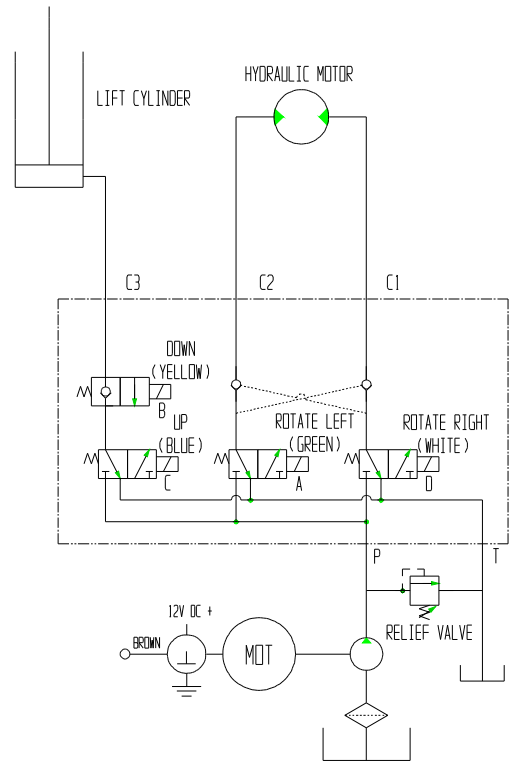 HYDRAULIC MOTOR
LIFT CYLINDER
C3
C2
C1
DOWN
(YELLOW)
B
UP
(BLUE)
C
ROTATE LEFT
(GREEN)
A
ROTATE RIGHT
(WHITE)
D
P
T
RELIEF VALVE
12V DC +
BROWN
MOT